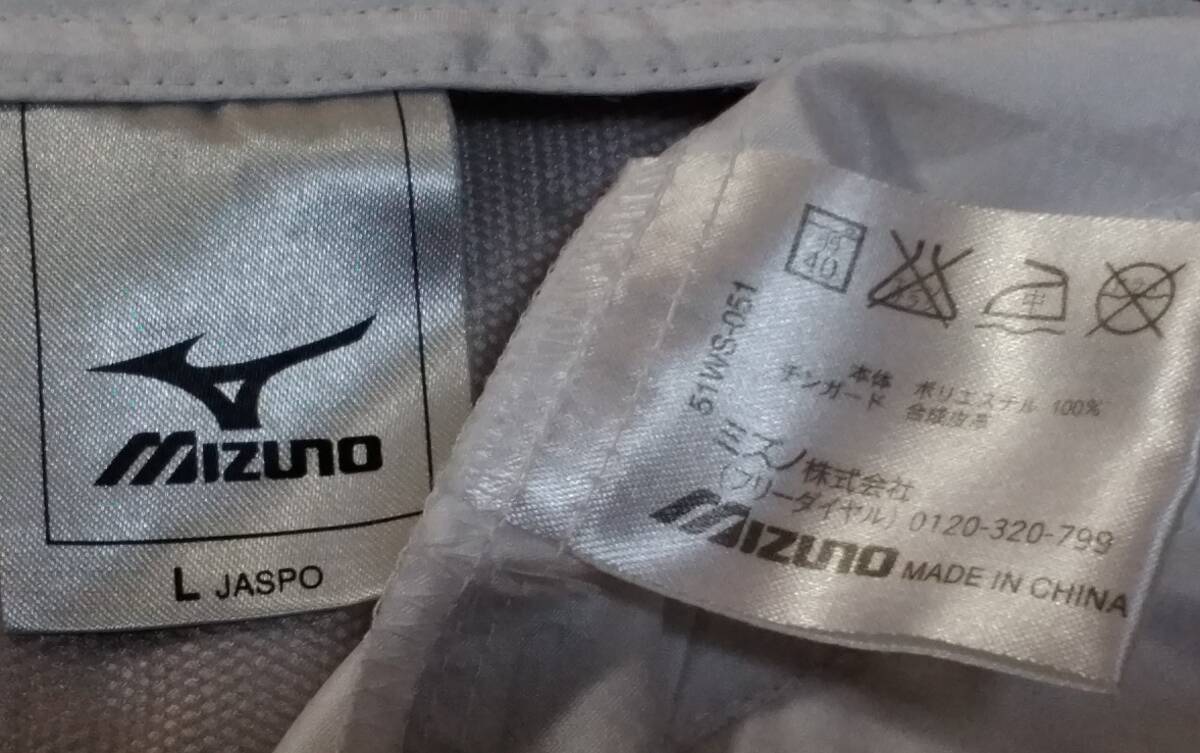 MIZUNO
L JASPO
40
中
51WS-051
本体 ポリエステル 100%
チンガード 合成皮革
ミズノ株式会社
(フリーダイヤル) 0120-320-799
MIZUNO MADE IN CHINA